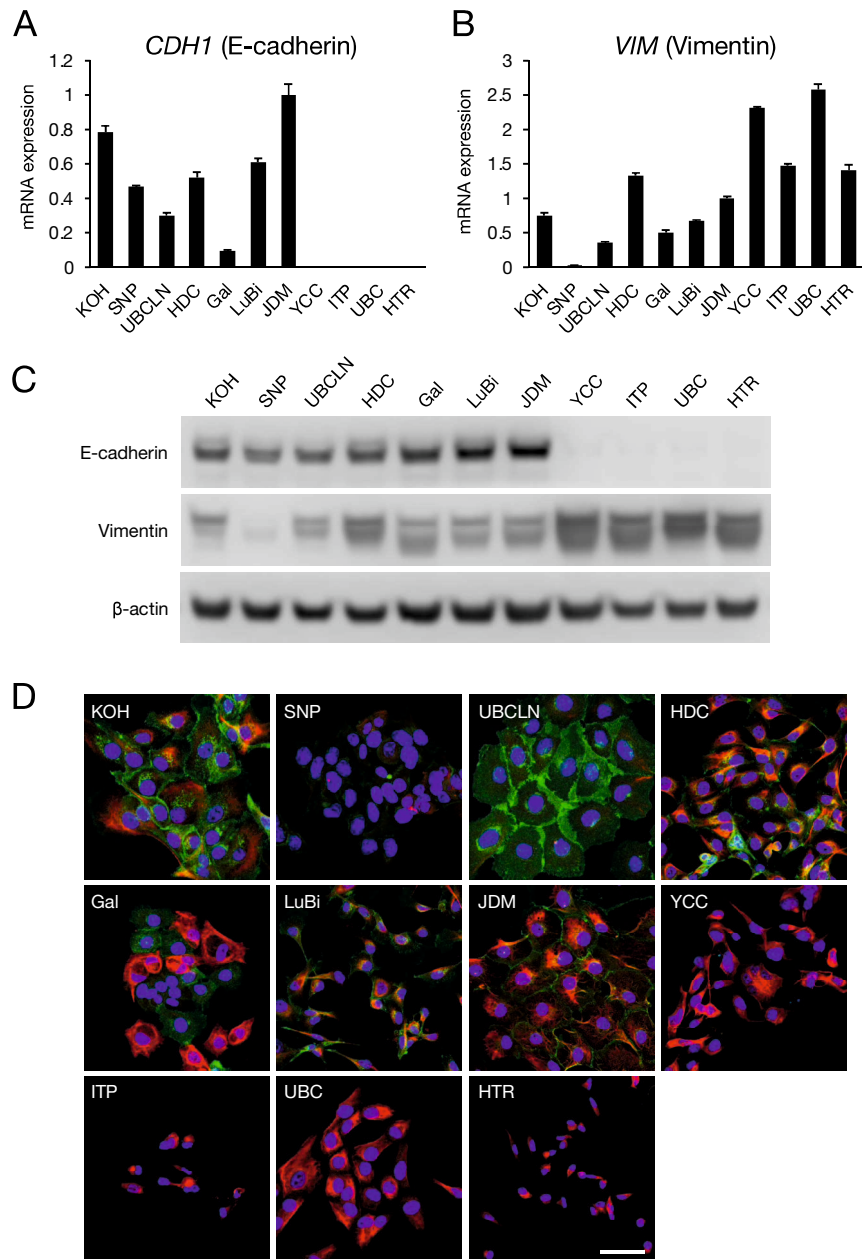 A
CDH1 (E-cadherin)
mRNA expression
1.2
1
0.8
0.6
0.4
0.2
0
KOH
SNP
UBCLN
HDC
Gal
LuBi
JDM
YCC
ITP
UBC
HTR
B
VIM (Vimentin)
mRNA expression
3
2.5
2
1.5
1
0.5
0
KOH
SNP
UBCLN
HDC
Gal
LuBi
JDM
YCC
ITP
UBC
HTR
C
KOH
SNP
UBCLN
HDC
Gal
LuBi
JDM
YCC
ITP
UBC
HTR
E-cadherin
Vimentin
β-actin
D
KOH
SNP
UBCLN
HDC
Gal
LuBi
JDM
YCC
ITP
UBC
HTR